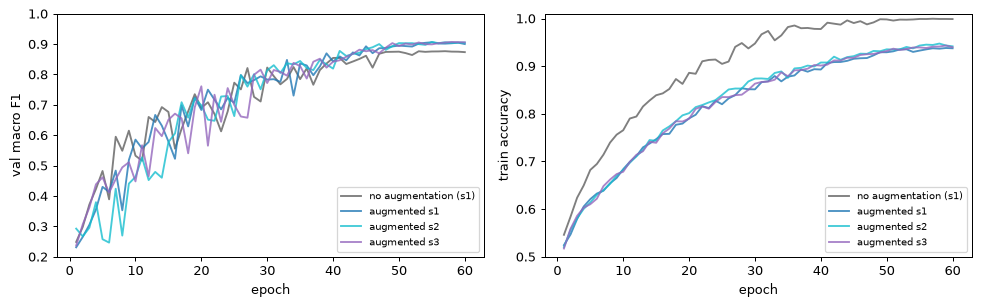 1.0
0.9
0.8
0.7
0.6
0.5
0.4
0.3
0.2
val macro F1
0 10 20 30 40 50 60
epoch
no augmentation (s1)
augmented s1
augmented s2
augmented s3
1.0
0.9
0.8
0.7
0.6
0.5
train accuracy
0 10 20 30 40 50 60
epoch
no augmentation (s1)
augmented s1
augmented s2
augmented s3